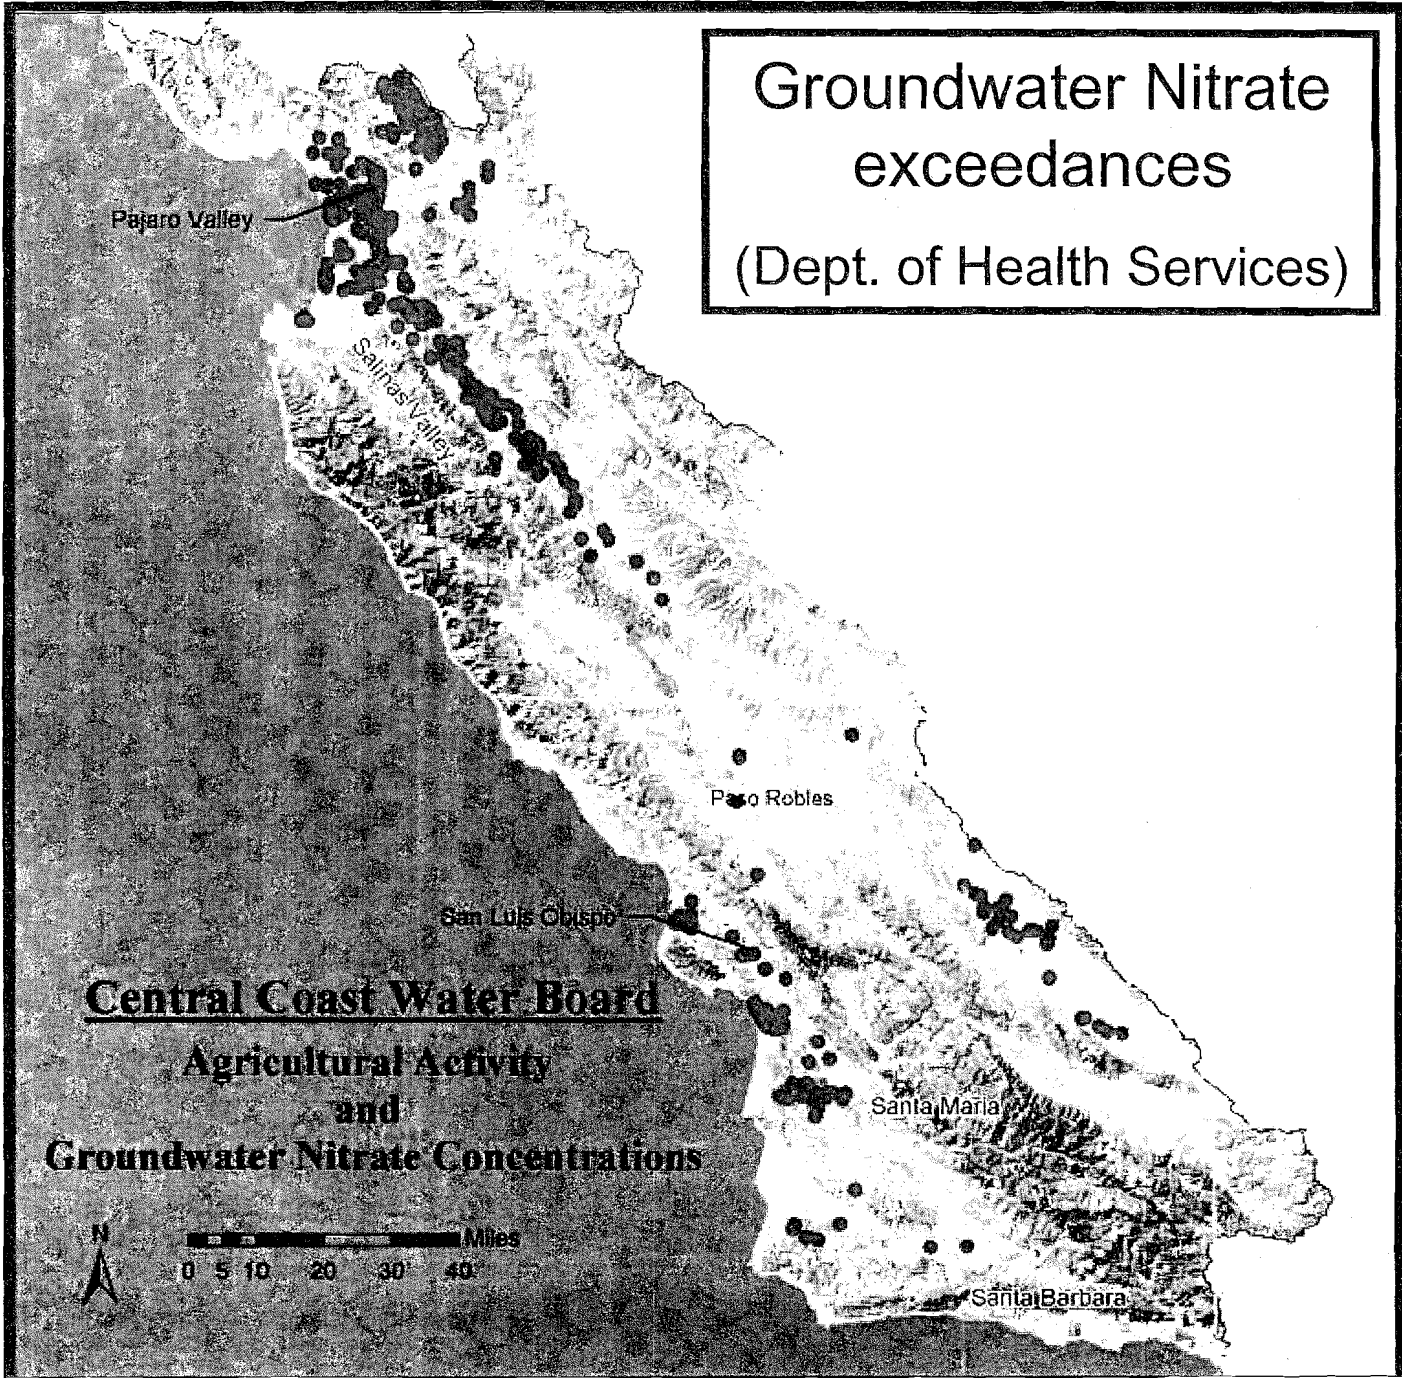 Groundwater Nitrate
exceedances
(Dept. of Health Services)
Pajaro Valley
Salinas Valley
Paso Robles
San Luis Obispo
Central Coast Water Board
Agricultural Activity
and
Groundwater Nitrate Concentrations
Santa Maria
N
Miles
0 5 10 20 30 40
Santa Barbara